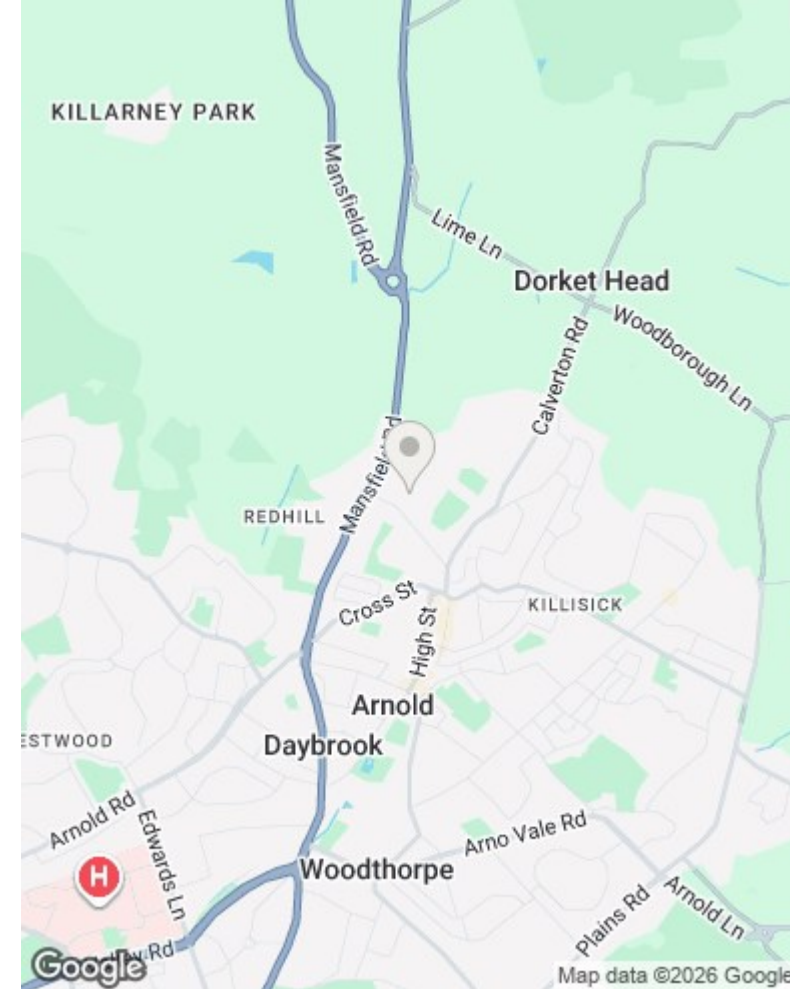 KILLARNEY PARK
Mansfield Rd
Lime Ln
Dorket Head
Woodborough Ln
Calverton Rd
Mansfield Rd
REDHILL
Cross St
High St
KILLISICK
Arnold
ESTWOOD
Daybrook
Arnold Rd
Edwards Ln
Arno Vale Rd
Woodthorpe
H
Plains Rd
Arnold Ln
Rd
Google
Map data ©2026 Google